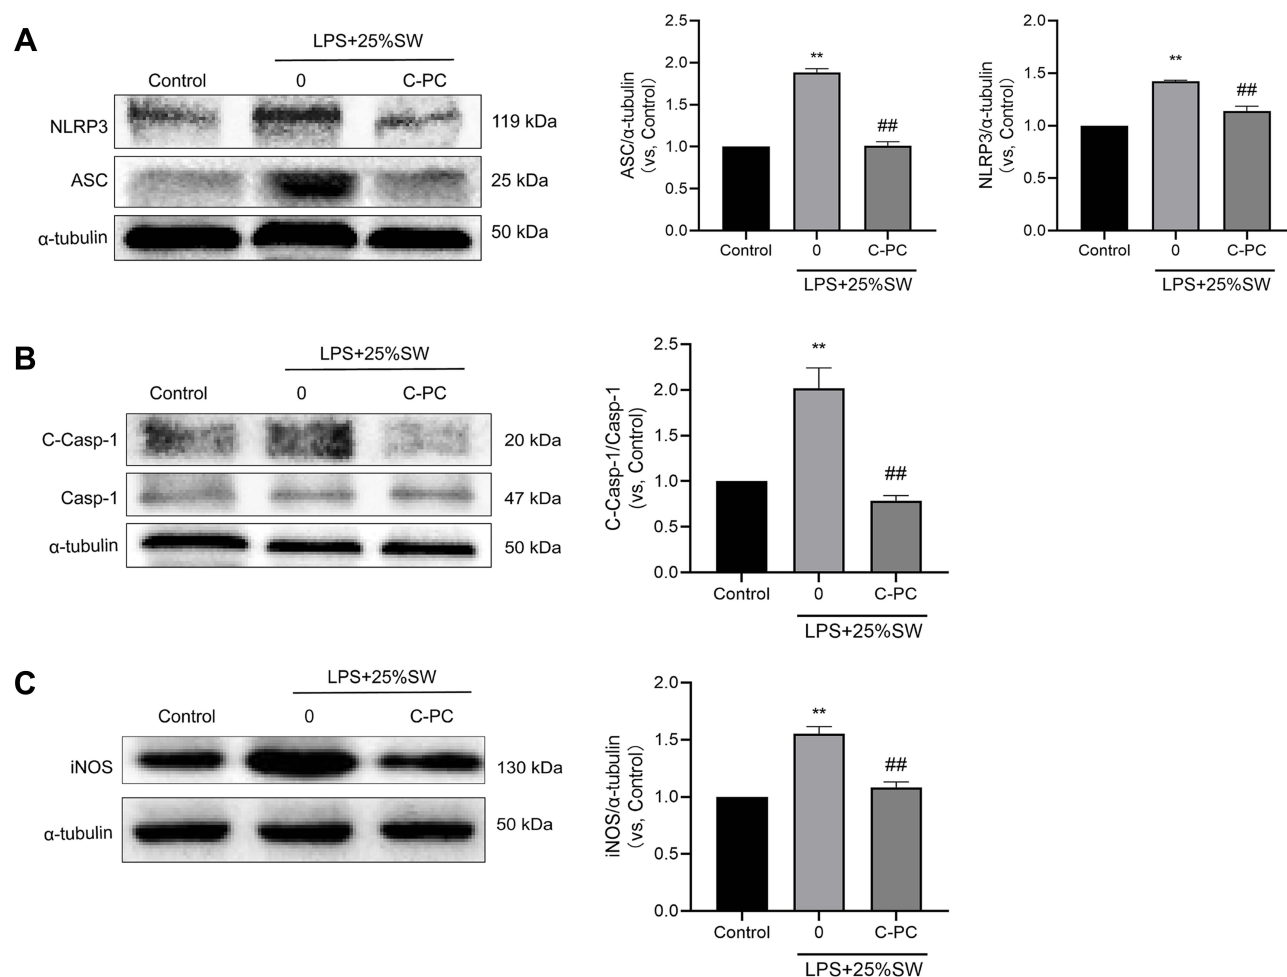 A
LPS+25%SW
Control 0 C-PC
NLRP3 119 kDa
ASC 25 kDa
α-tubulin 50 kDa
ASC/α-tubulin
(vs, Control)
2.5
2.0
1.5
1.0
0.5
0.0
**
##
Control 0 C-PC
LPS+25%SW
NLRP3/α-tubulin
(vs, Control)
2.0
1.5
1.0
0.5
0.0
**
##
Control 0 C-PC
LPS+25%SW
B
LPS+25%SW
Control 0 C-PC
C-Casp-1 20 kDa
Casp-1 47 kDa
α-tubulin 50 kDa
C-Casp-1/Casp-1
(vs, Control)
2.5
2.0
1.5
1.0
0.5
0.0
**
##
Control 0 C-PC
LPS+25%SW
C
LPS+25%SW
Control 0 C-PC
iNOS 130 kDa
α-tubulin 50 kDa
iNOS/α-tubulin
(vs, Control)
2.0
1.5
1.0
0.5
0.0
**
##
Control 0 C-PC
LPS+25%SW